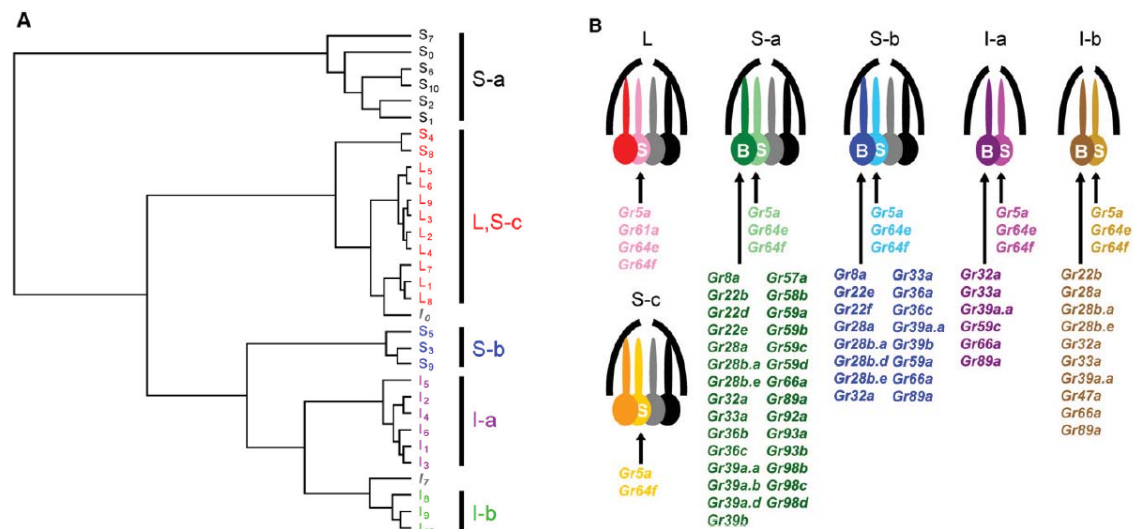 A
S7
S0
S6
S10
S2
S1
S-a
S4
S8
L5
L6
L9
L3
L2
L4
L7
L1
L8
I0
L,S-c
S5
S3
S9
S-b
I5
I2
I4
I6
I1
I3
I-a
I7
I8
I9
I-b
B
L
S-a
S-b
I-a
I-b
S
B S
B S
B S
B S
Gr5a
Gr61a
Gr64e
Gr64f
Gr5a
Gr64e
Gr64f
Gr5a
Gr64e
Gr64f
Gr5a
Gr64e
Gr64f
Gr5a
Gr64e
Gr64f
S-c
S
Gr5a
Gr64f
Gr8a Gr57a
Gr22b Gr58b
Gr22d Gr59a
Gr22e Gr59b
Gr28a Gr59c
Gr28b.a Gr59d
Gr28b.e Gr66a
Gr32a Gr89a
Gr33a Gr92a
Gr36b Gr93a
Gr36c Gr93b
Gr39a.a Gr98b
Gr39a.b Gr98c
Gr39a.d Gr98d
Gr39b
Gr8a Gr33a
Gr22e Gr36a
Gr22f Gr36c
Gr28a Gr39a.a
Gr28b.a Gr39b
Gr28b.d Gr59a
Gr28b.e Gr66a
Gr32a Gr89a
Gr32a
Gr33a
Gr39a.a
Gr59c
Gr66a
Gr89a
Gr22b
Gr28a
Gr28b.a
Gr28b.e
Gr32a
Gr33a
Gr39a.a
Gr47a
Gr66a
Gr89a